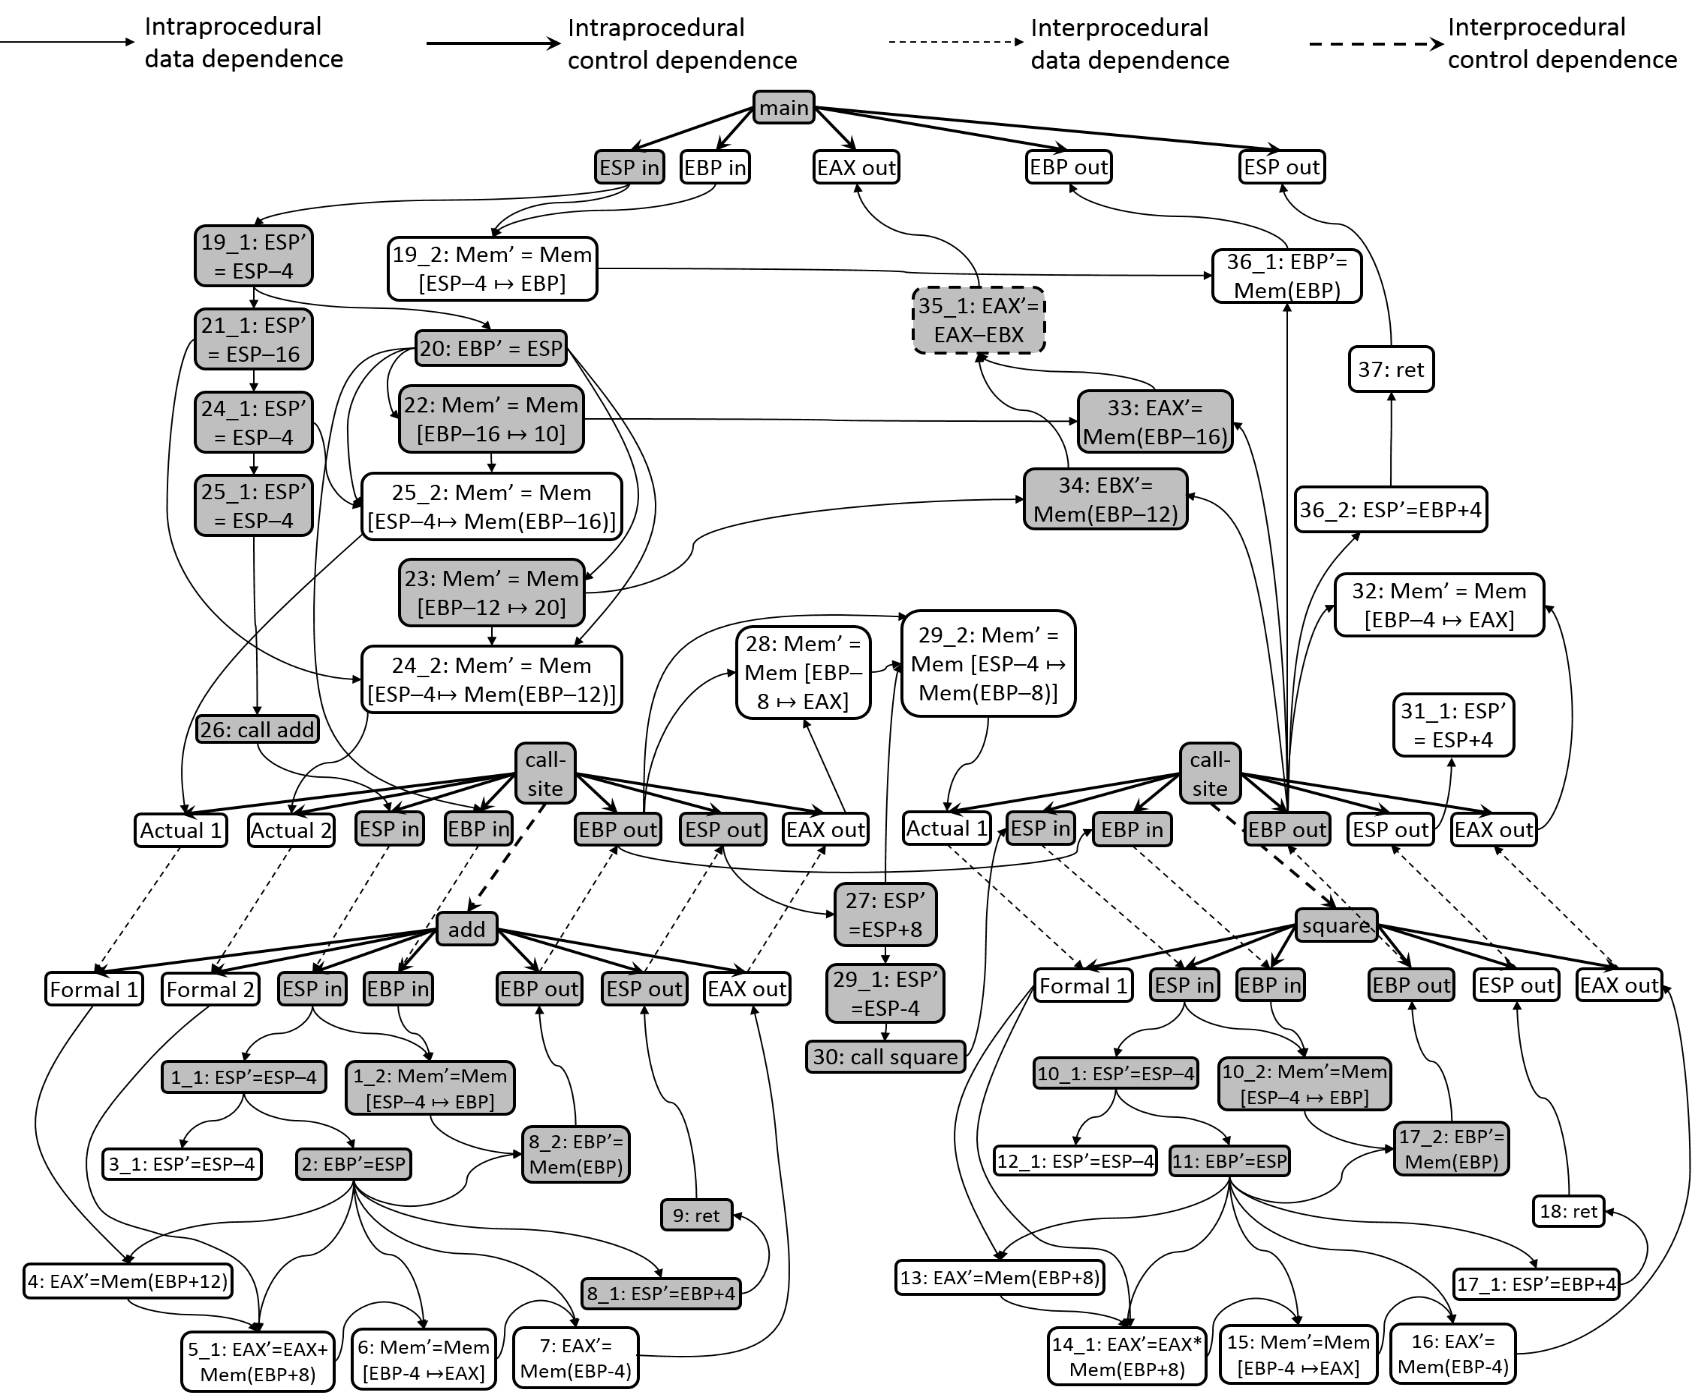 Intraprocedural
data dependence
Intraprocedural
control dependence
Interprocedural
data dependence
Interprocedural
control dependence
main
ESP in
EBP in
EAX out
EBP out
ESP out
19_1: ESP’
= ESP–4
19_2: Mem’ = Mem
[ESP–4 ↦ EBP]
36_1: EBP’=
Mem(EBP)
35_1: EAX’=
EAX–EBX
21_1: ESP’
= ESP–16
20: EBP’ = ESP
37: ret
24_1: ESP’
= ESP–4
22: Mem’ = Mem
[EBP–16 ↦ 10]
33: EAX’=
Mem(EBP–16)
25_1: ESP’
= ESP–4
25_2: Mem’ = Mem
[ESP–4↦ Mem(EBP–16)]
34: EBX’=
Mem(EBP–12)
36_2: ESP’=EBP+4
23: Mem’ = Mem
[EBP–12 ↦ 20]
32: Mem’ = Mem
[EBP–4 ↦ EAX]
24_2: Mem’ = Mem
[ESP–4↦ Mem(EBP–12)]
28: Mem’ =
Mem [EBP–
8 ↦ EAX]
29_2: Mem’ =
Mem [ESP–4 ↦
Mem(EBP–8)]
31_1: ESP’
= ESP+4
26: call add
call-
site
call-
site
Actual 1
Actual 2
ESP in
EBP in
EBP out
ESP out
EAX out
Actual 1
ESP in
EBP in
EBP out
ESP out
EAX out
27: ESP’
=ESP+8
add
square
29_1: ESP’
=ESP-4
Formal 1
Formal 2
ESP in
EBP in
EBP out
ESP out
EAX out
Formal 1
ESP in
EBP in
EBP out
ESP out
EAX out
30: call square
1_1: ESP’=ESP–4
1_2: Mem’=Mem
[ESP–4 ↦ EBP]
10_1: ESP’=ESP–4
10_2: Mem’=Mem
[ESP–4 ↦ EBP]
3_1: ESP’=ESP–4
2: EBP’=ESP
8_2: EBP’=
Mem(EBP)
12_1: ESP’=ESP–4
11: EBP’=ESP
17_2: EBP’=
Mem(EBP)
9: ret
18: ret
4: EAX’=Mem(EBP+12)
8_1: ESP’=EBP+4
13: EAX’=Mem(EBP+8)
17_1: ESP’=EBP+4
5_1: EAX’=EAX+
Mem(EBP+8)
6: Mem’=Mem
[EBP-4 ↦EAX]
7: EAX’=
Mem(EBP-4)
14_1: EAX’=EAX*
Mem(EBP+8)
15: Mem’=Mem
[EBP-4 ↦EAX]
16: EAX’=
Mem(EBP-4)